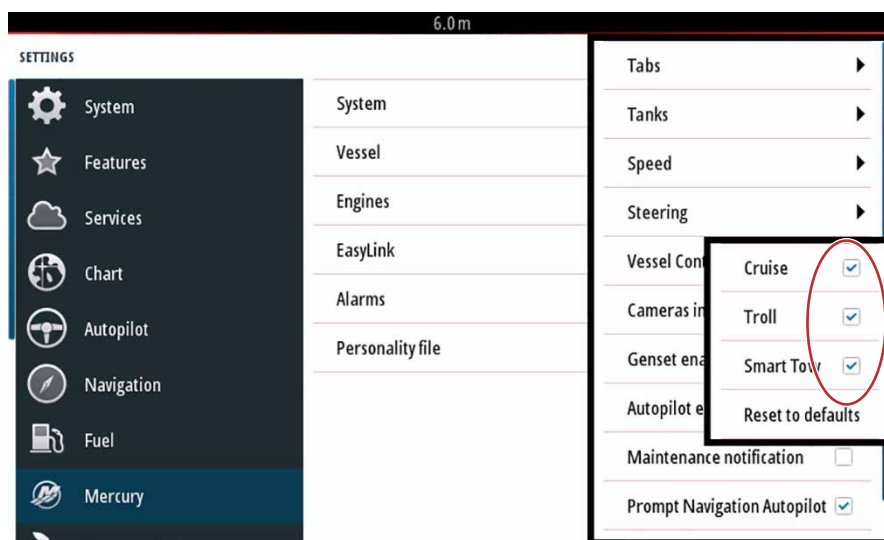 6.0 m
SETTINGS
System
Features
Services
Chart
Autopilot
Navigation
Fuel
Mercury
System
Vessel
Engines
EasyLink
Alarms
Personality file
Tabs
Tanks
Speed
Steering
Vessel Cont
Cameras in
Genset ena
Autopilot e
Maintenance notification
Prompt Navigation Autopilot
Cruise
Troll
Smart Tow
Reset to defaults